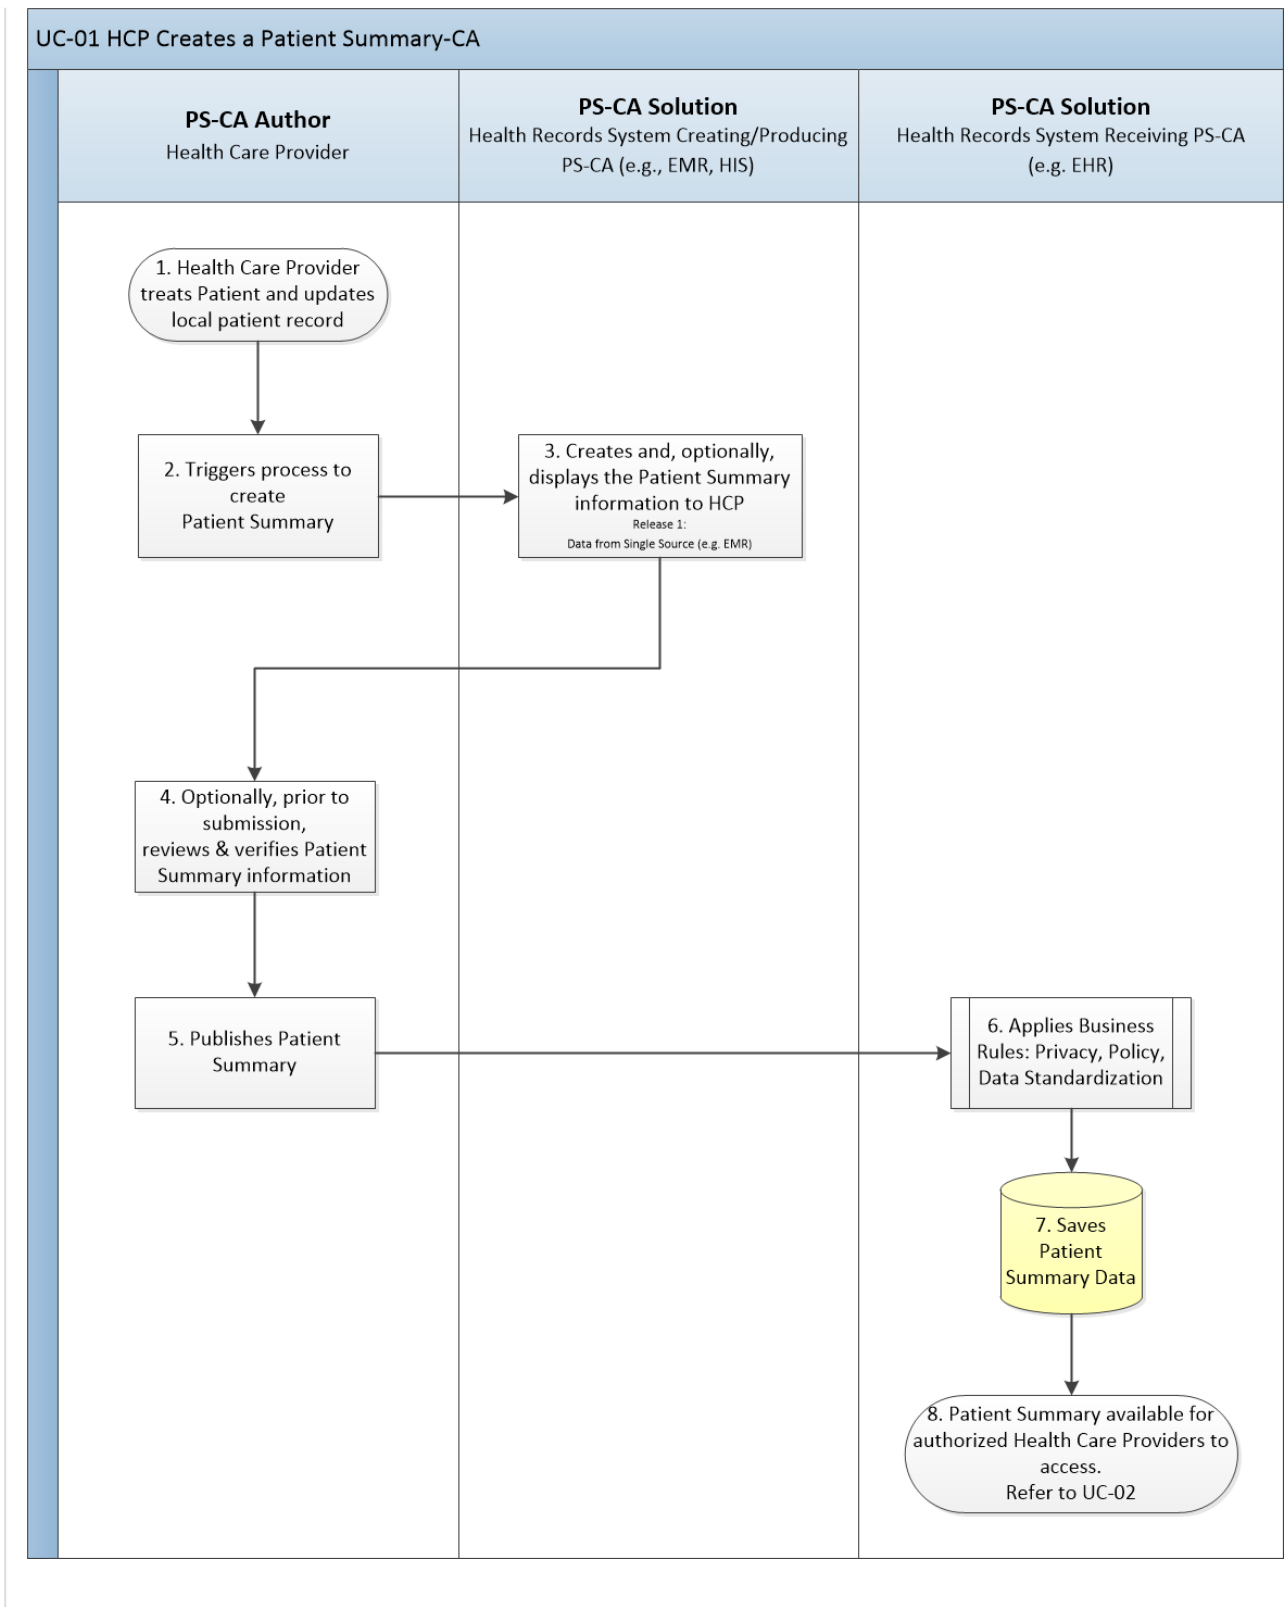 UC-01 HCP Creates a Patient Summary-CA
PS-CA Author
Health Care Provider
PS-CA Solution
Health Records System Creating/Producing
PS-CA (e.g., EMR, HIS)
PS-CA Solution
Health Records System Receiving PS-CA
(e.g. EHR)
1. Health Care Provider
treats Patient and updates
local patient record
2. Triggers process to
create
Patient Summary
3. Creates and, optionally,
displays the Patient Summary
information to HCP
Release 1:
Data from Single Source (e.g. EMR)
4. Optionally, prior to
submission,
reviews & verifies Patient
Summary information
5. Publishes Patient
Summary
6. Applies Business
Rules: Privacy, Policy,
Data Standardization
7. Saves
Patient
Summary Data
8. Patient Summary available for
authorized Health Care Providers to
access.
Refer to UC-02